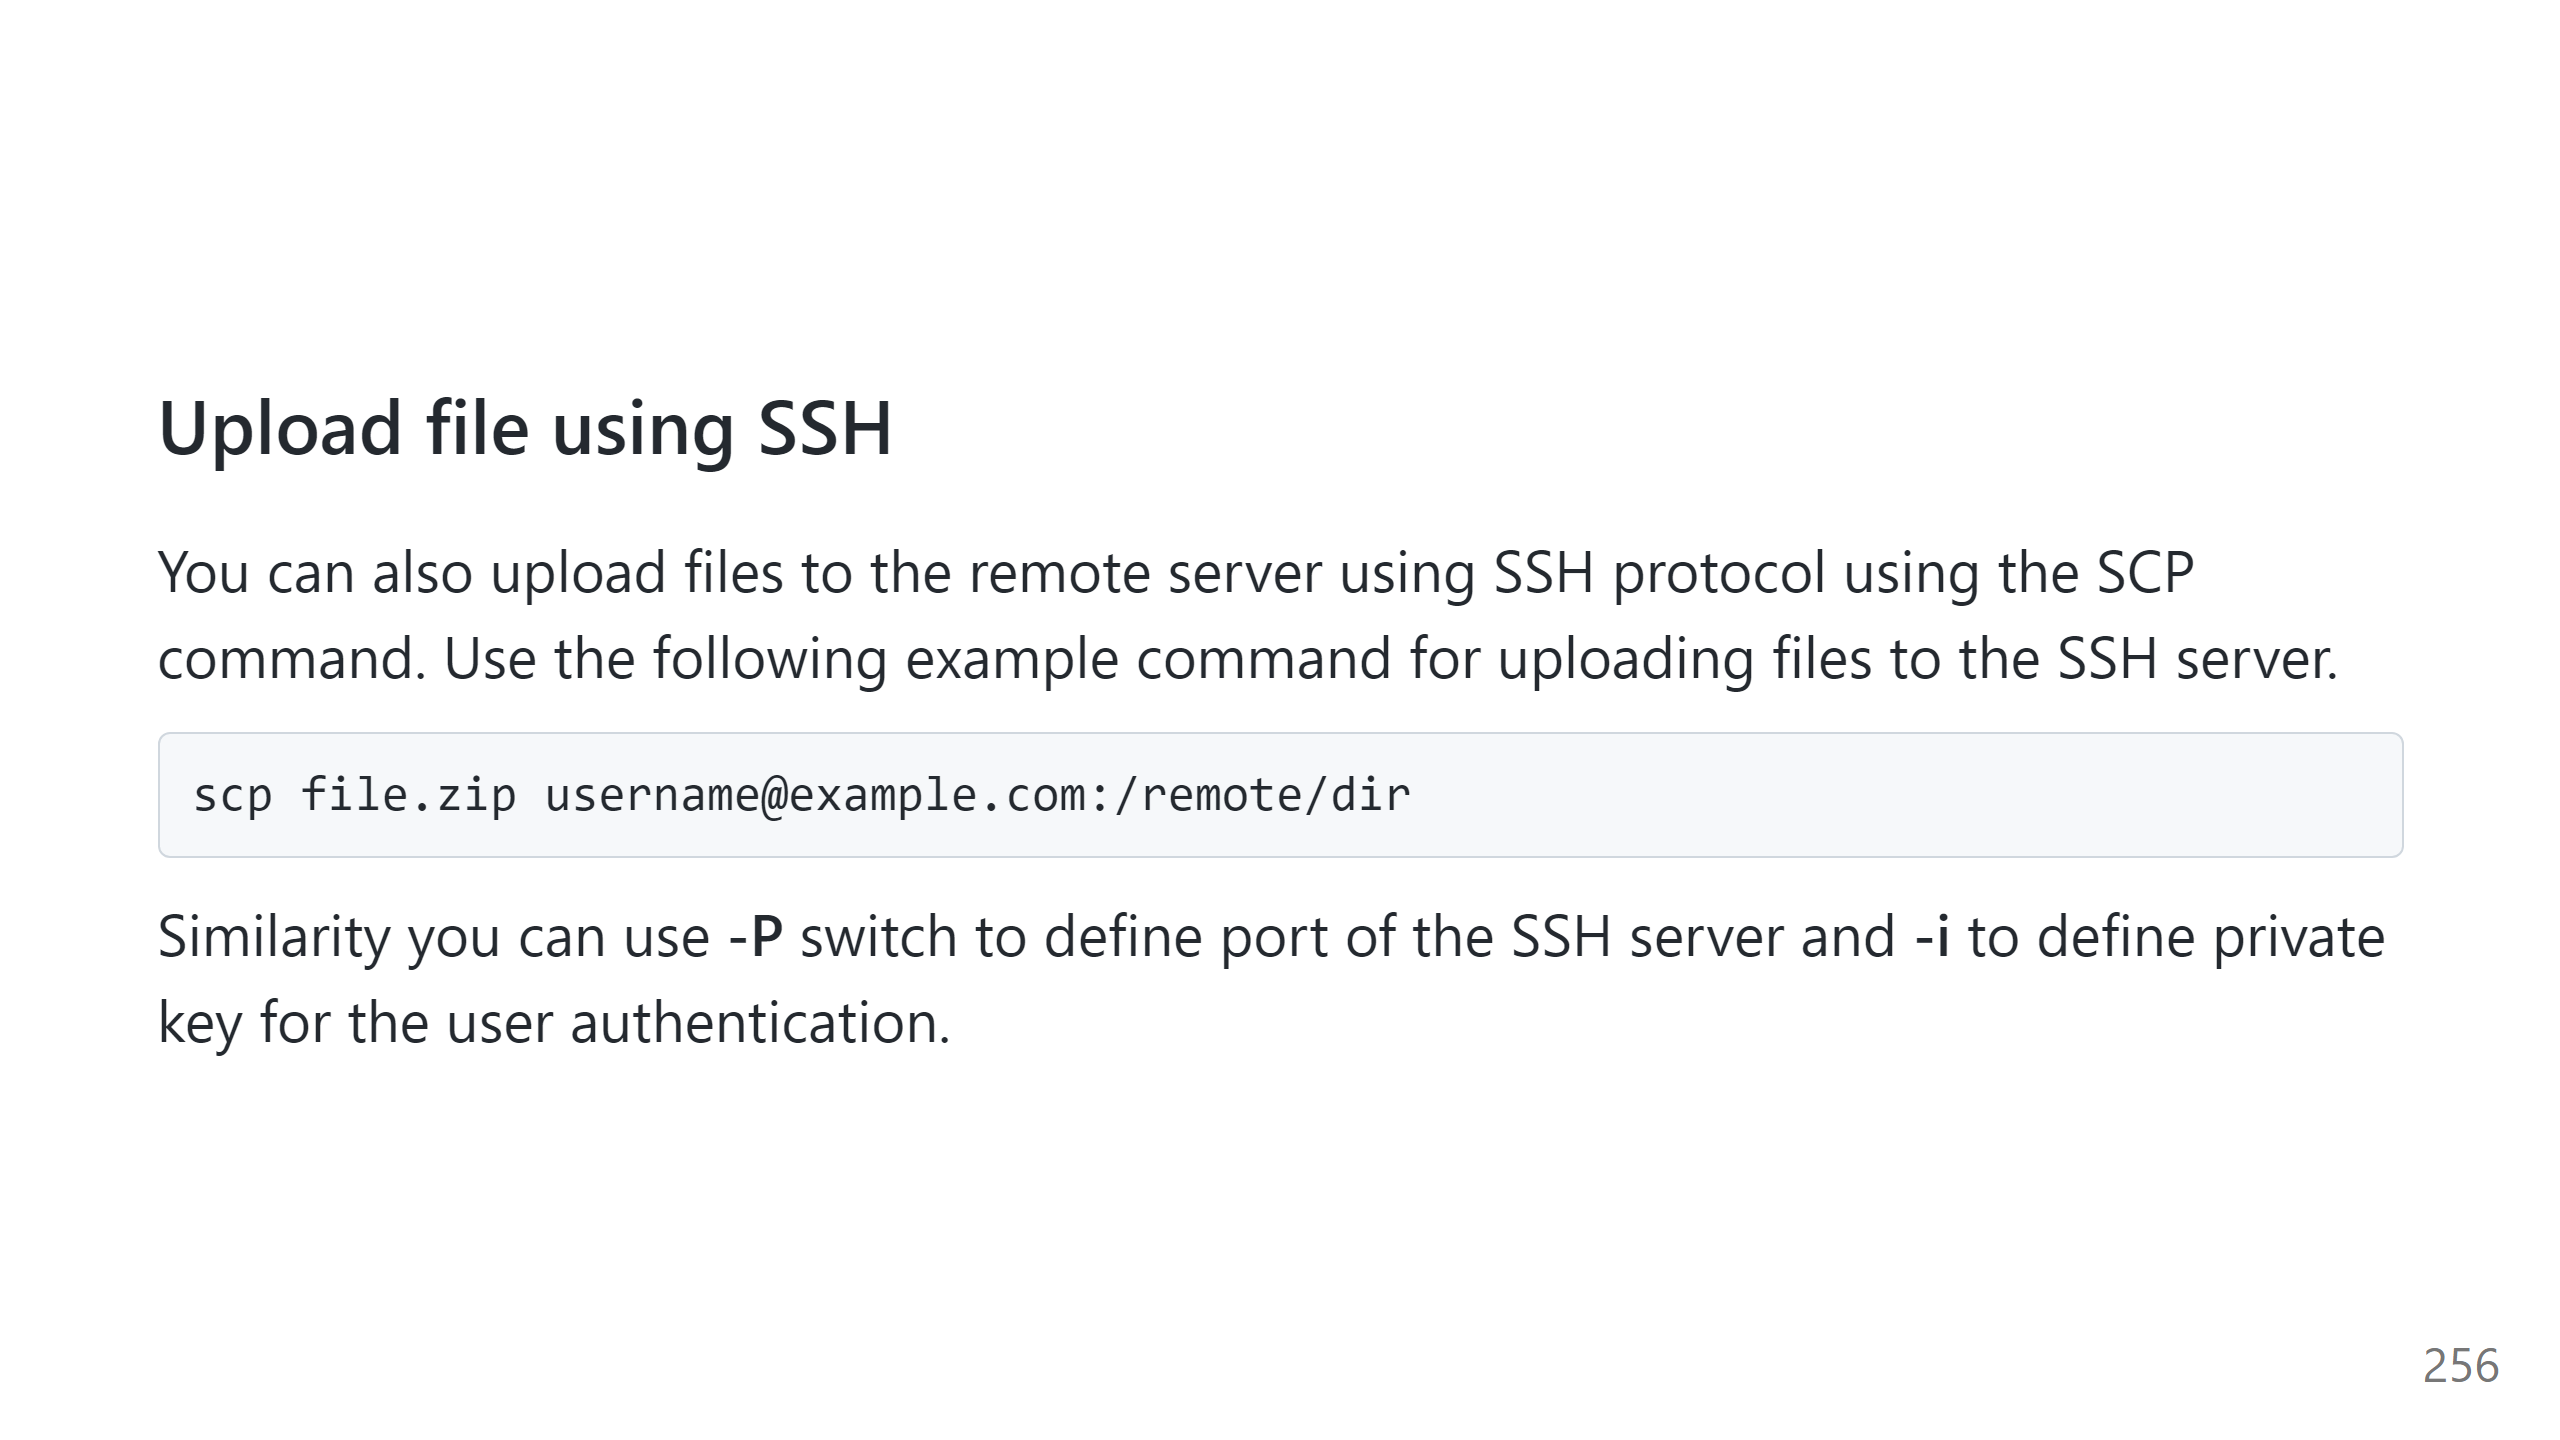 Upload file using SSH
You can also upload files to the remote server using SSH protocol using the SCP
command. Use the following example command for uploading files to the SSH server.
scp file.zip username@example.com:/remote/dir
Similarity you can use -P switch to define port of the SSH server and -i to define private
key for the user authentication.
256